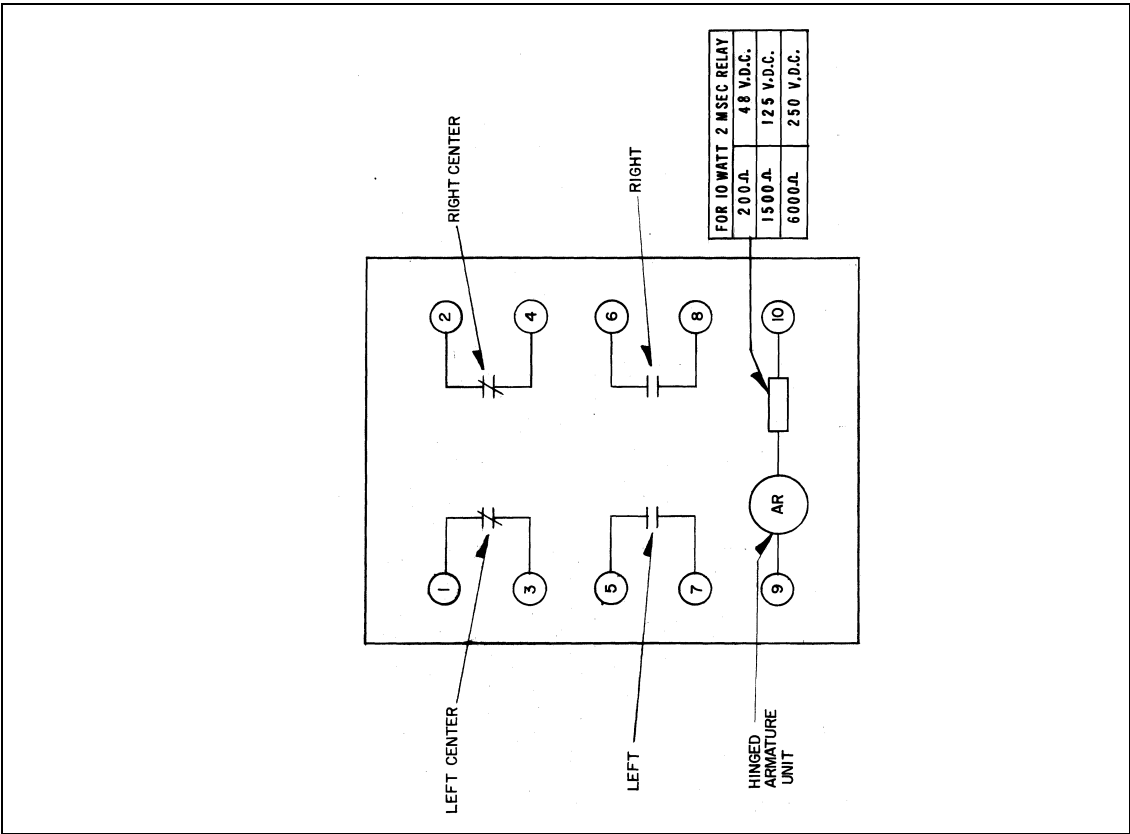 FOR 10 WATT 2 MSEC RELAY
200Ω 48 V.D.C.
1500Ω 125 V.D.C.
6000Ω 250 V.D.C.
LEFT CENTER
RIGHT CENTER
1
2
3
4
LEFT
RIGHT
5
6
7
8
HINGED
ARMATURE
UNIT
9
AR
10